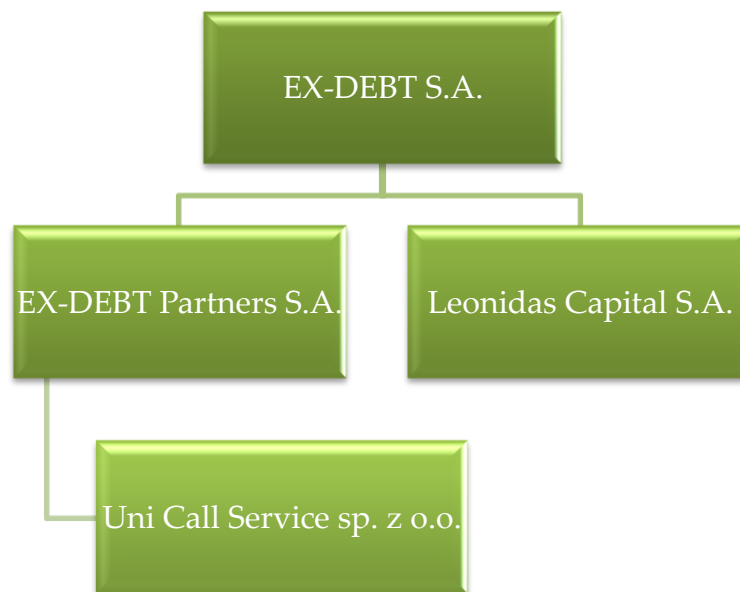 EX-DEBT S.A.
EX-DEBT Partners S.A.
Leonidas Capital S.A.
Uni Call Service sp. z o.o.